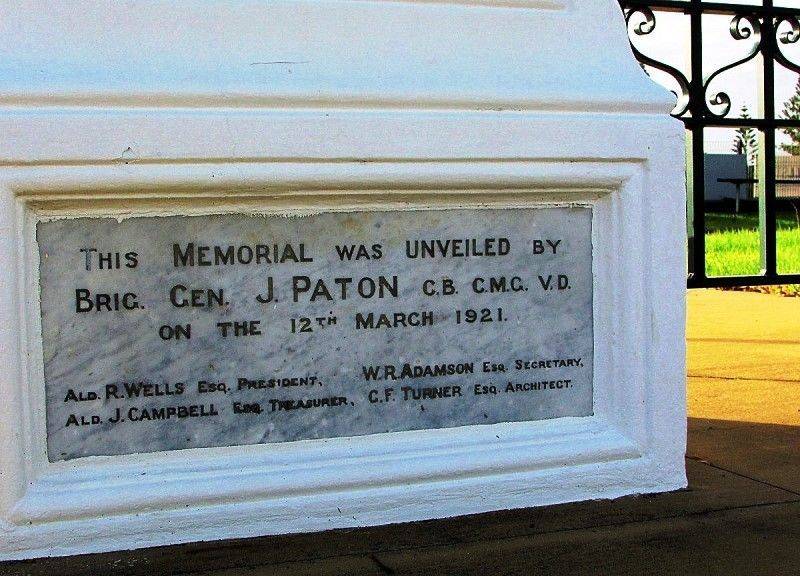 THIS MEMORIAL WAS UNVEILED BY
BRIG. GEN. J. PATON C.B. C.M.G. V.D.
ON THE 12TH MARCH 1921.
ALD. R. WELLS ESQ. PRESIDENT, W.R. ADAMSON ESQ. SECRETARY,
ALD. J. CAMPBELL ESQ. TREASURER, C.F. TURNER ESQ. ARCHITECT.